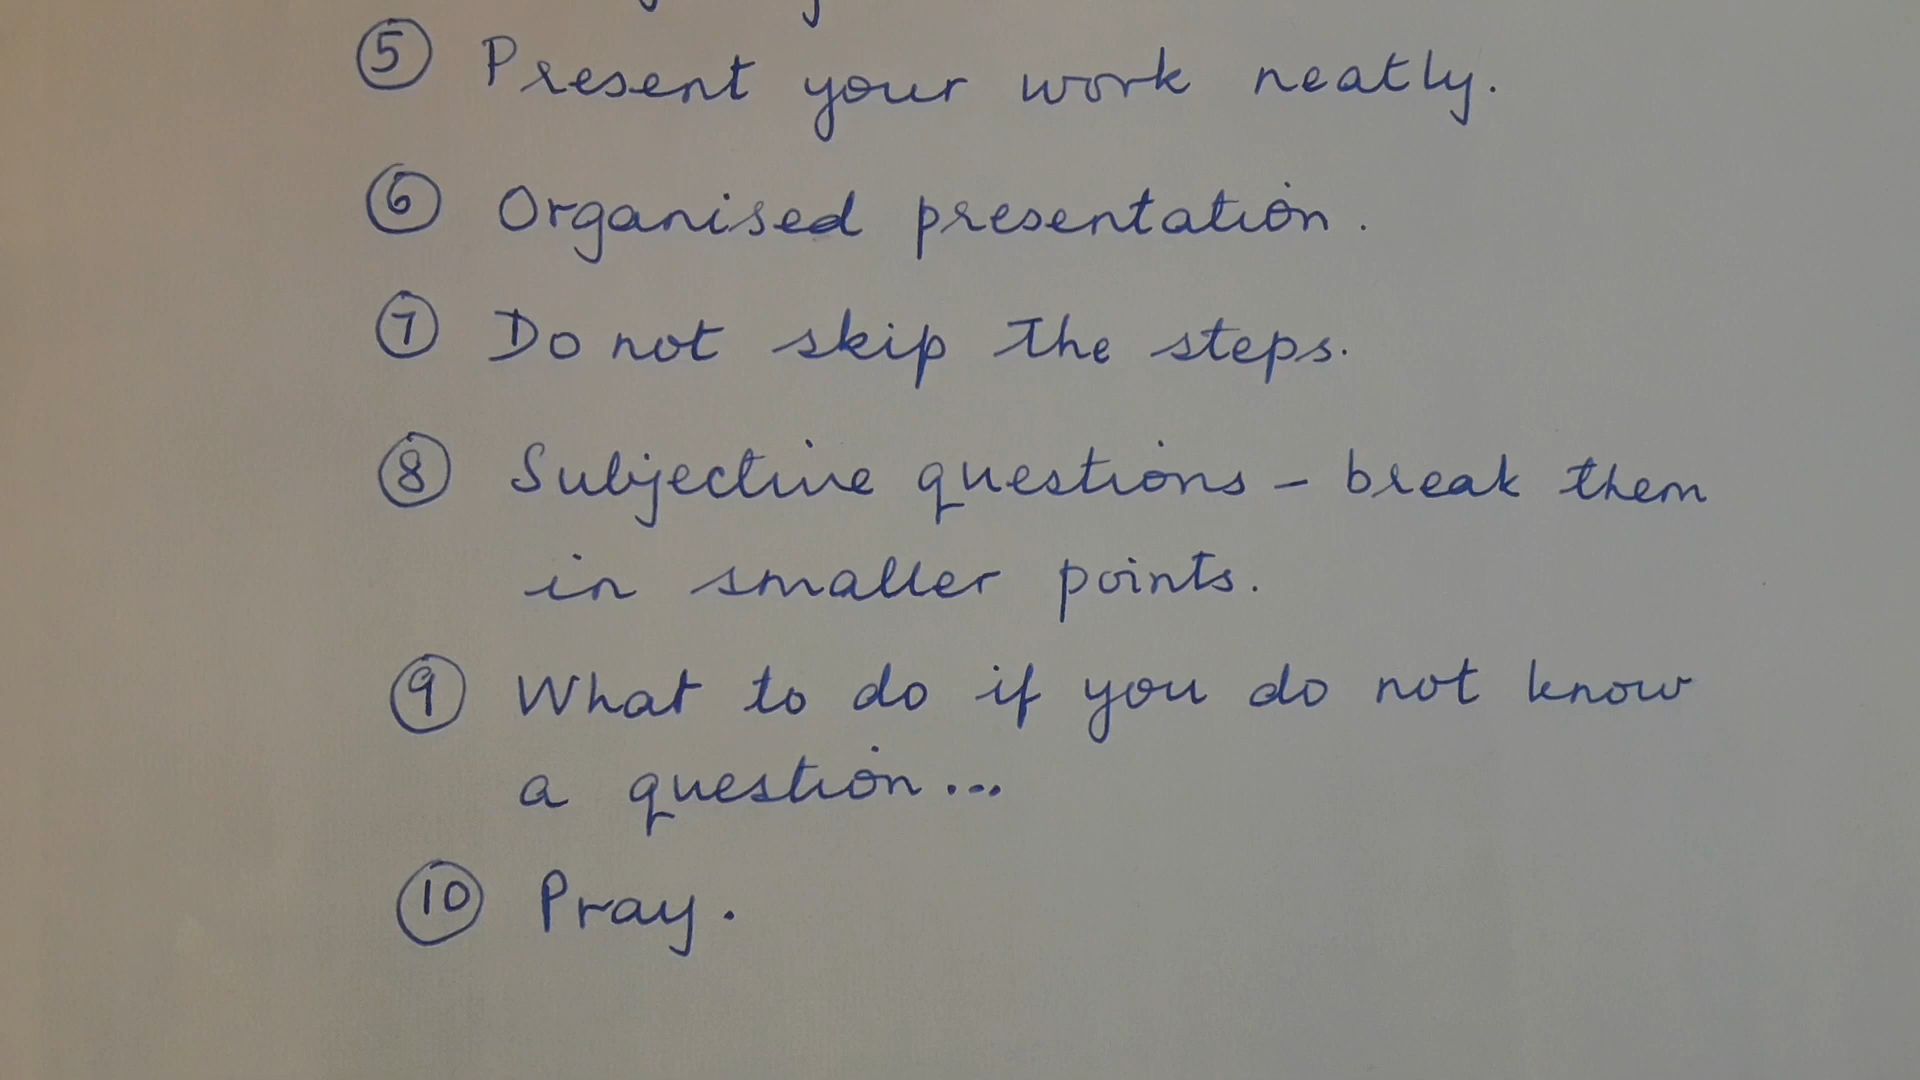 ⑤ Present your work neatly.
⑥ Organised presentation.
⑦ Do not skip the steps.
⑧ Subjective questions - break them
in smaller points.
⑨ What to do if you do not know
a question...
⑩ Pray.